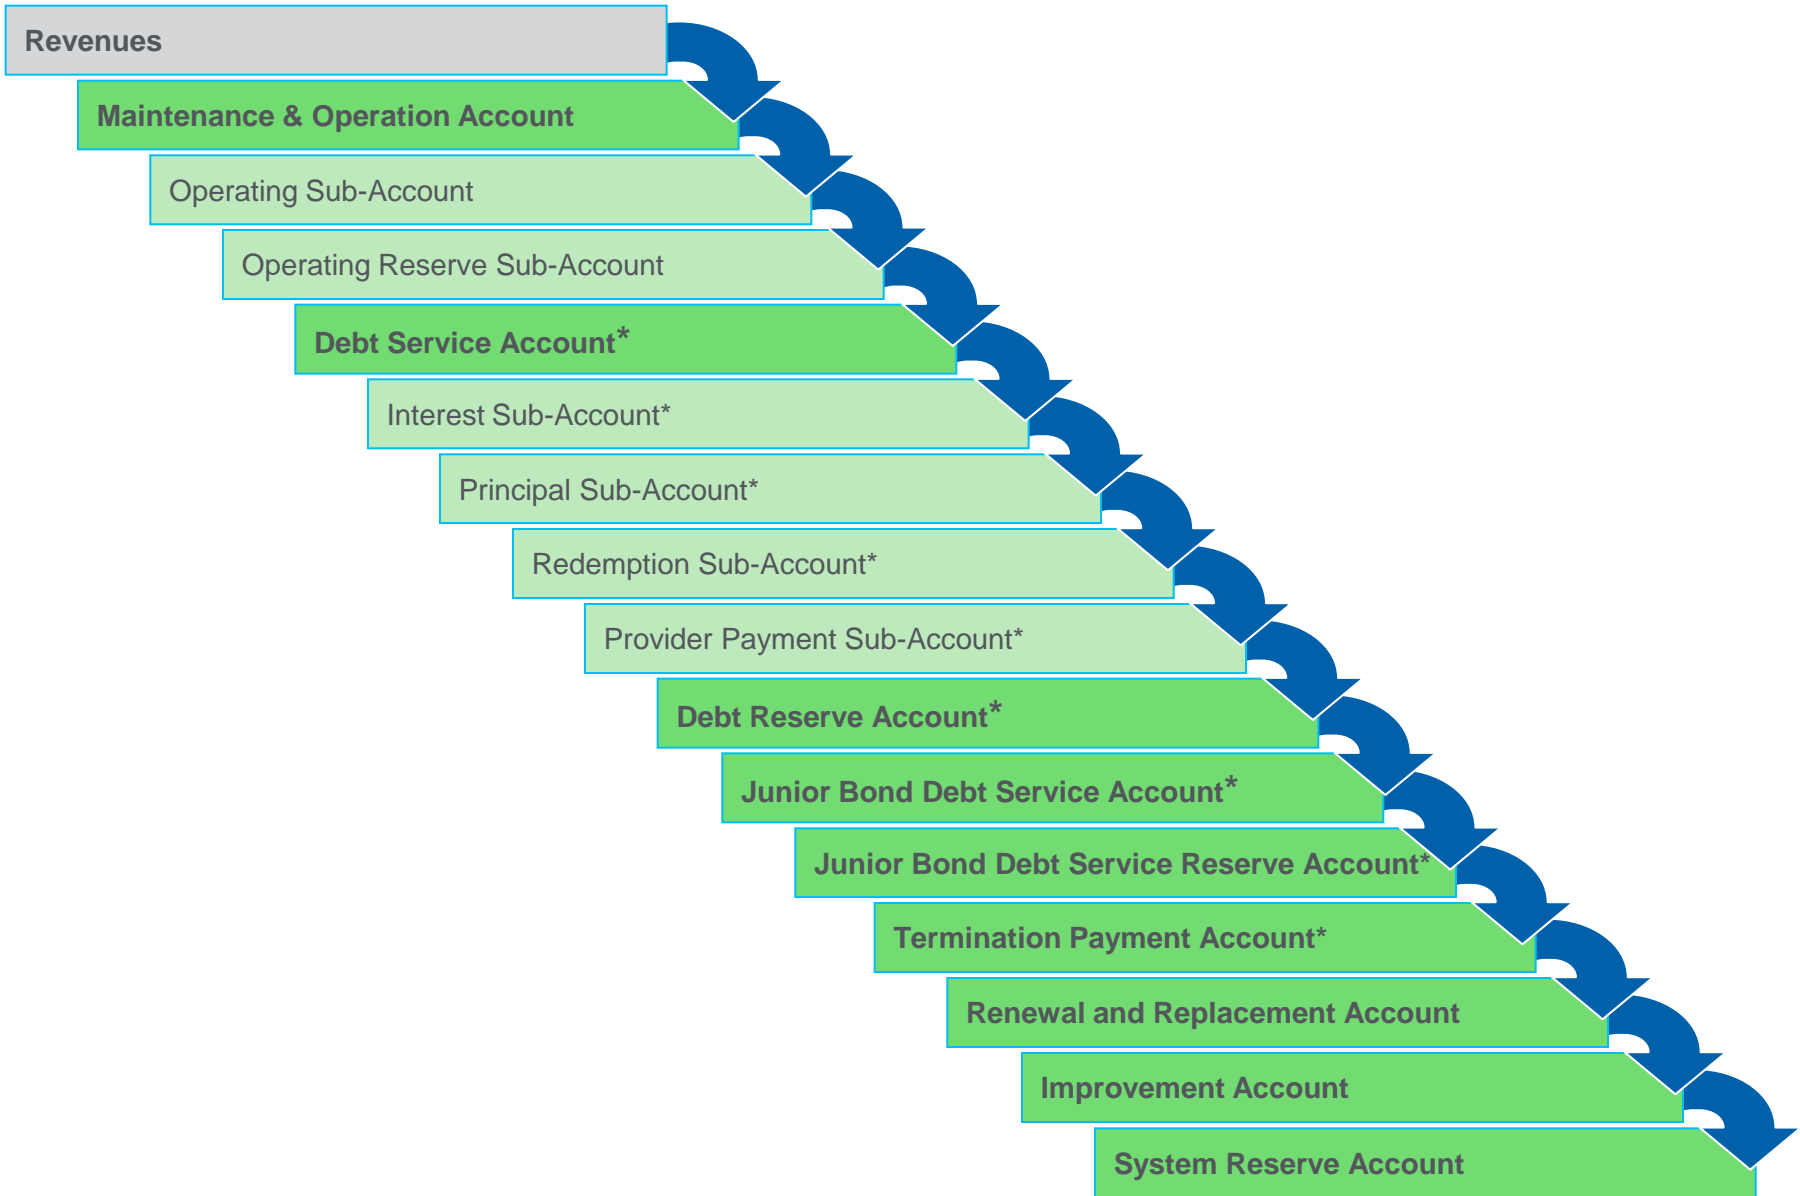 Revenues
Maintenance & Operation Account
Operating Sub-Account
Operating Reserve Sub-Account
Debt Service Account*
Interest Sub-Account*
Principal Sub-Account*
Redemption Sub-Account*
Provider Payment Sub-Account*
Debt Reserve Account*
Junior Bond Debt Service Account*
Junior Bond Debt Service Reserve Account*
Termination Payment Account*
Renewal and Replacement Account
Improvement Account
System Reserve Account